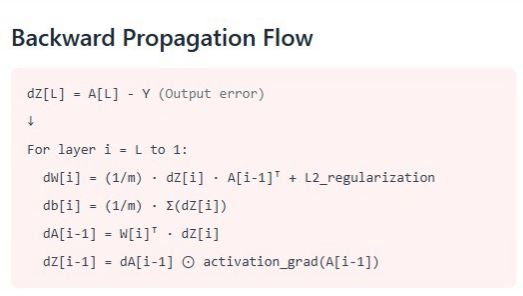 Backward Propagation Flow
dZ[L] = A[L] - Y (Output error)
↓
For layer i = L to 1:
dW[i] = (1/m) · dZ[i] · A[i-1]ᵀ + L2_regularization
db[i] = (1/m) · Σ(dZ[i])
dA[i-1] = W[i]ᵀ · dZ[i]
dZ[i-1] = dA[i-1] ⊙ activation_grad(A[i-1])